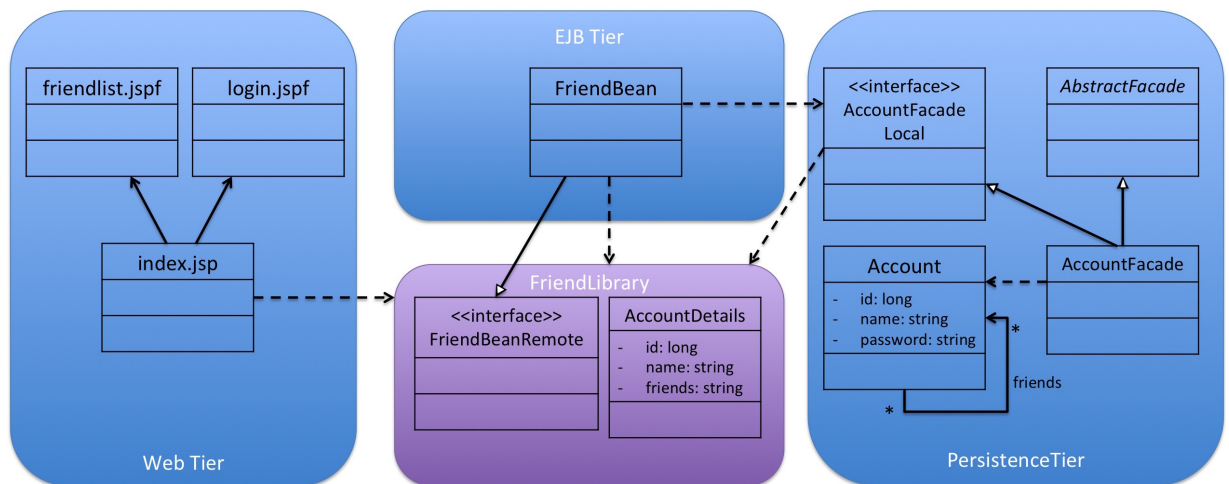 friendlist.jspf
login.jspf
index.jsp
Web Tier
EJB Tier
FriendBean
FriendLibrary
<<interface>>
FriendBeanRemote
AccountDetails
- id: long
- name: string
- friends: string
<<interface>>
AccountFacade
Local
AbstractFacade
Account
- id: long
- name: string
- password: string
AccountFacade
*
friends
*
PersistenceTier